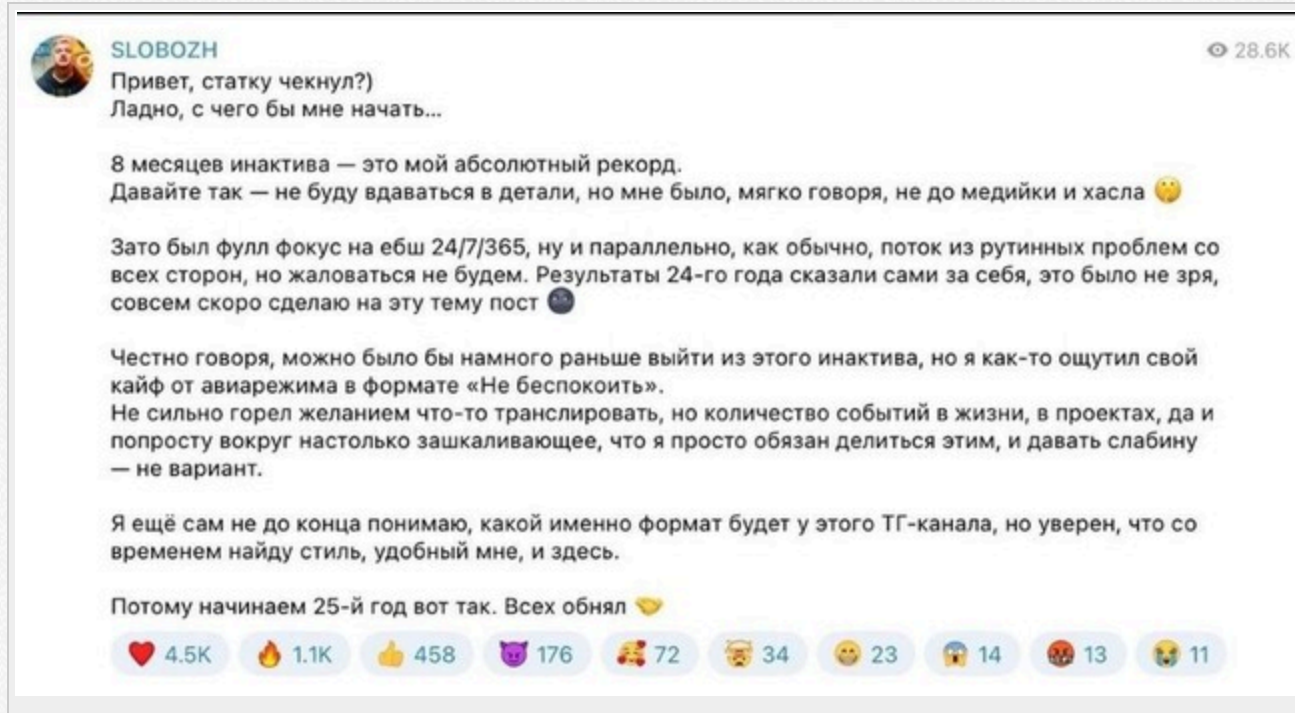 SLOBOZH
28.6K
Привет, статку чекнул?)
Ладно, с чего бы мне начать...
8 месяцев инактива — это мой абсолютный рекорд.
Давайте так — не буду вдаваться в детали, но мне было, мягко говоря, не до медийки и хасла 🤫
Зато был фулл фокус на ебш 24/7/365, ну и параллельно, как обычно, поток из рутинных проблем со
всех сторон, но жаловаться не будем. Результаты 24-го года сказали сами за себя, это было не зря,
совсем скоро сделаю на эту тему пост 🌚
Честно говоря, можно было бы намного раньше выйти из этого инактива, но я как-то ощутил свой
кайф от авиарежима в формате «Не беспокоить».
Не сильно горел желанием что-то транслировать, но количество событий в жизни, в проектах, да и
попросту вокруг настолько зашкаливающее, что я просто обязан делиться этим, и давать слабину
— не вариант.
Я ещё сам не до конца понимаю, какой именно формат будет у этого ТГ-канала, но уверен, что со
временем найду стиль, удобный мне, и здесь.
Потому начинаем 25-й год вот так. Всех обнял 🤝
❤️ 4.5K 🔥 1.1K 👍 458 😈 176 🥰 72 🤯 34 😁 23 😱 14 🤬 13 😭 11